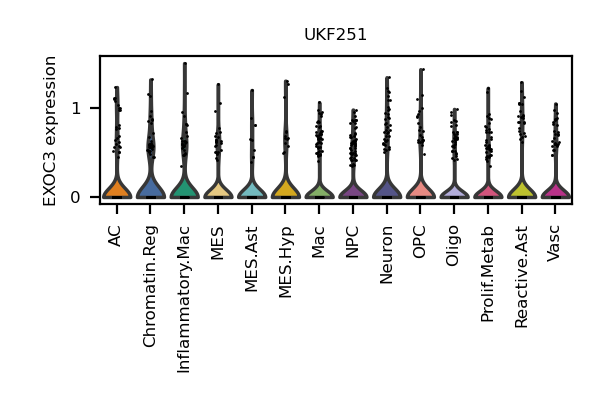 UKF251
EXOC3 expression
1
0
AC
Chromatin.Reg
Inflammatory.Mac
MES
MES.Ast
MES.Hyp
Mac
NPC
Neuron
OPC
Oligo
Prolif.Metab
Reactive.Ast
Vasc